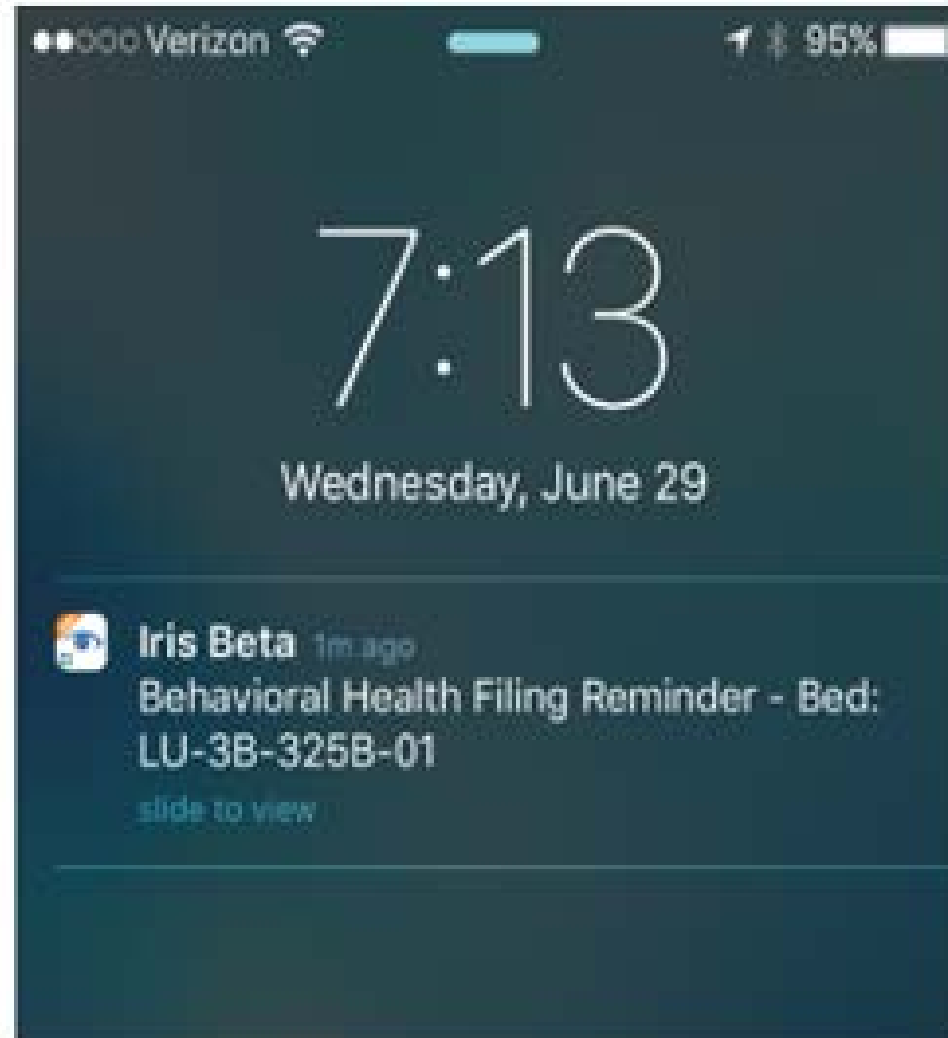 Verizon 95%
7:13
Wednesday, June 29
Iris Beta 1m ago
Behavioral Health Filing Reminder - Bed:
LU-3B-325B-01
slide to view